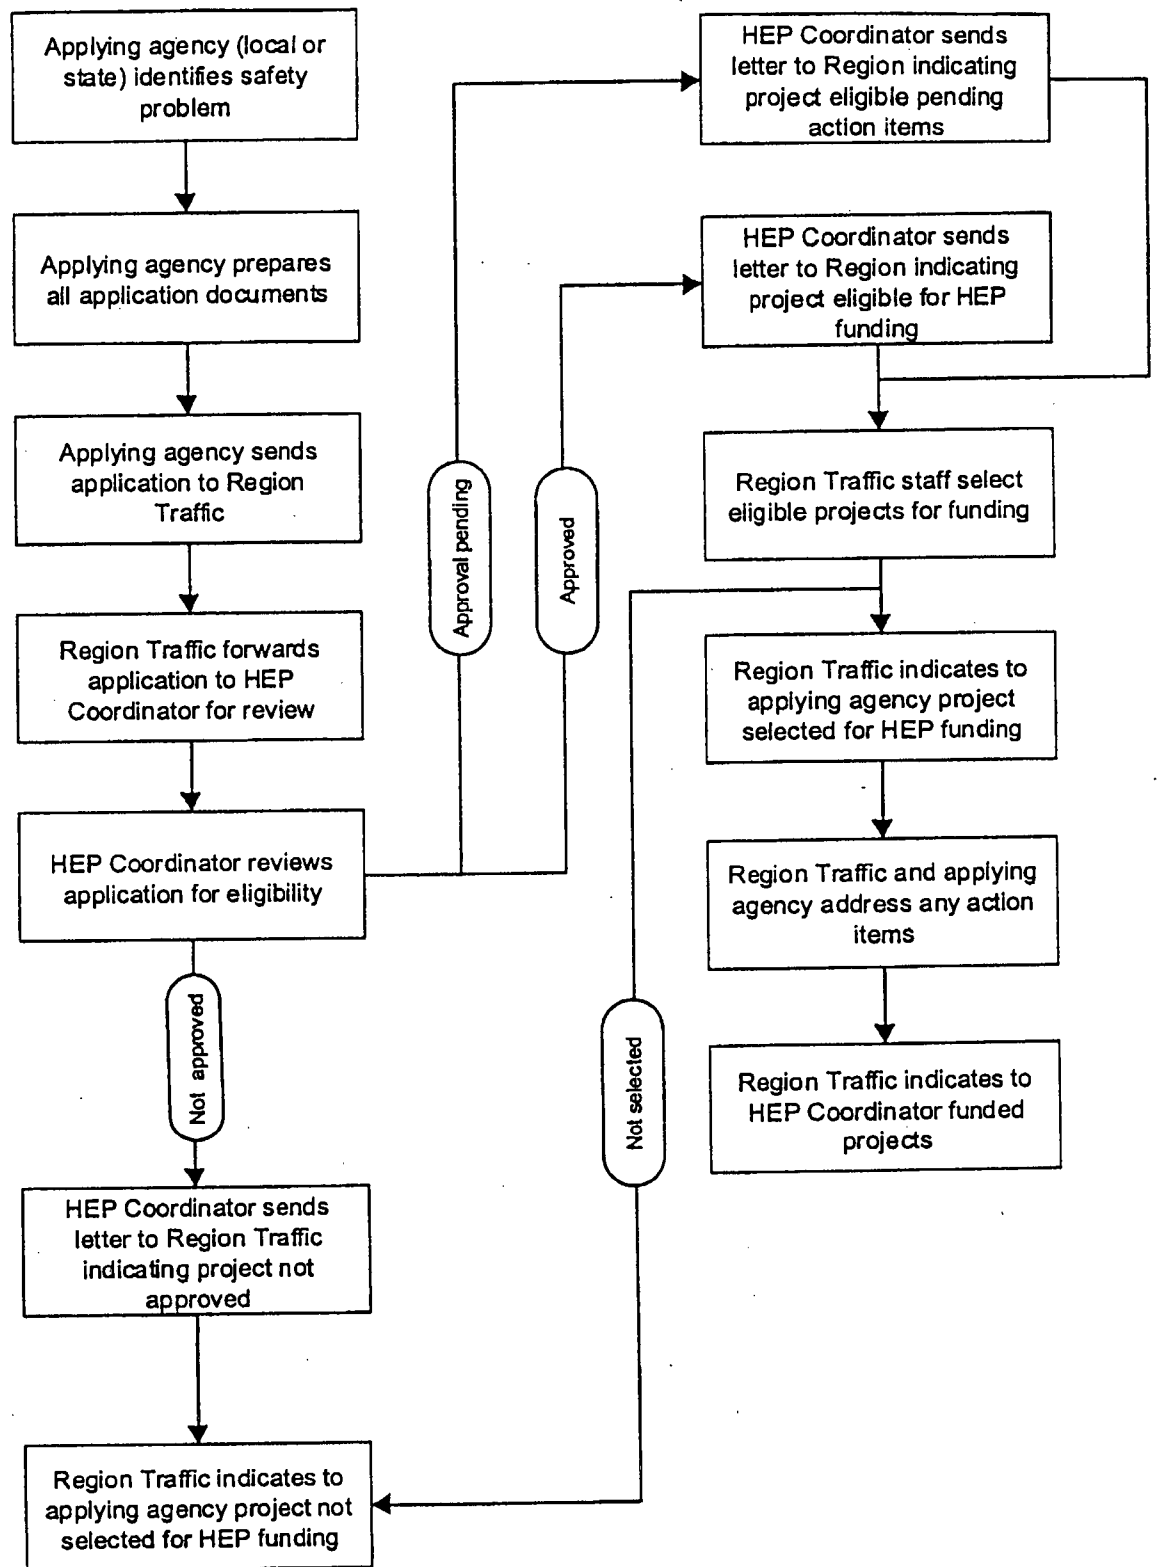 Applying agency (local or
state) identifies safety
problem
Applying agency prepares
all application documents
Applying agency sends
application to Region
Traffic
Region Traffic forwards
application to HEP
Coordinator for review
HEP Coordinator reviews
application for eligibility
Not approved
HEP Coordinator sends
letter to Region Traffic
indicating project not
approved
Region Traffic indicates to
applying agency project not
selected for HEP funding
Approval pending
Approved
HEP Coordinator sends
letter to Region indicating
project eligible pending
action items
HEP Coordinator sends
letter to Region indicating
project eligible for HEP
funding
Region Traffic staff select
eligible projects for funding
Not selected
Region Traffic indicates to
applying agency project
selected for HEP funding
Region Traffic and applying
agency address any action
items
Region Traffic indicates to
HEP Coordinator funded
projects